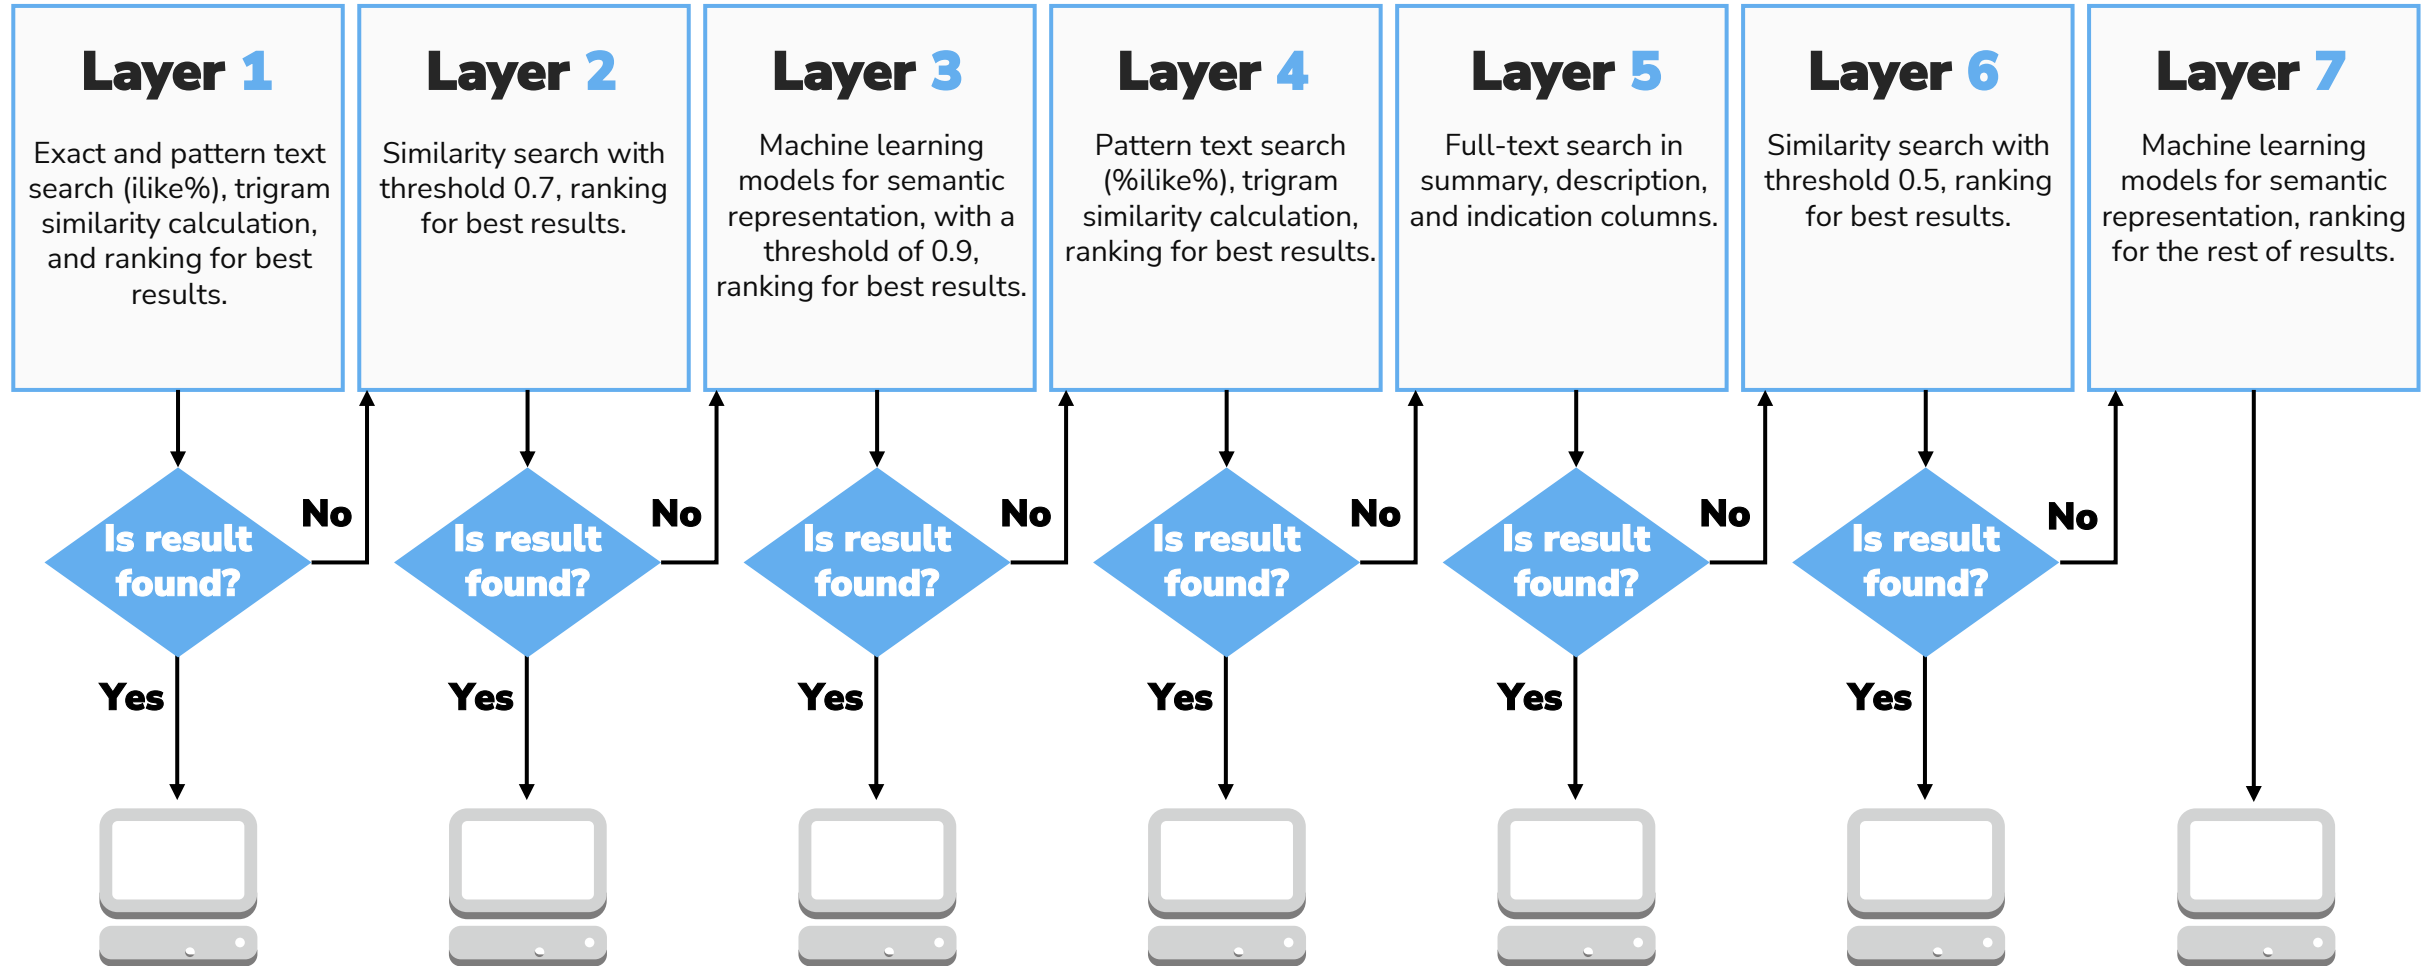 Layer 1
Exact and pattern text
search (ilike%), trigram
similarity calculation,
and ranking for best
results.
Layer 2
Similarity search with
threshold 0.7, ranking
for best results.
Layer 3
Machine learning
models for semantic
representation, with a
threshold of 0.9,
ranking for best results.
Layer 4
Pattern text search
(%ilike%), trigram
similarity calculation,
ranking for best results.
Layer 5
Full-text search in
summary, description,
and indication columns.
Layer 6
Similarity search with
threshold 0.5, ranking
for best results.
Layer 7
Machine learning
models for semantic
representation, ranking
for the rest of results.
Is result
found?
No
Yes
Is result
found?
No
Yes
Is result
found?
No
Yes
Is result
found?
No
Yes
Is result
found?
No
Yes
Is result
found?
No
Yes